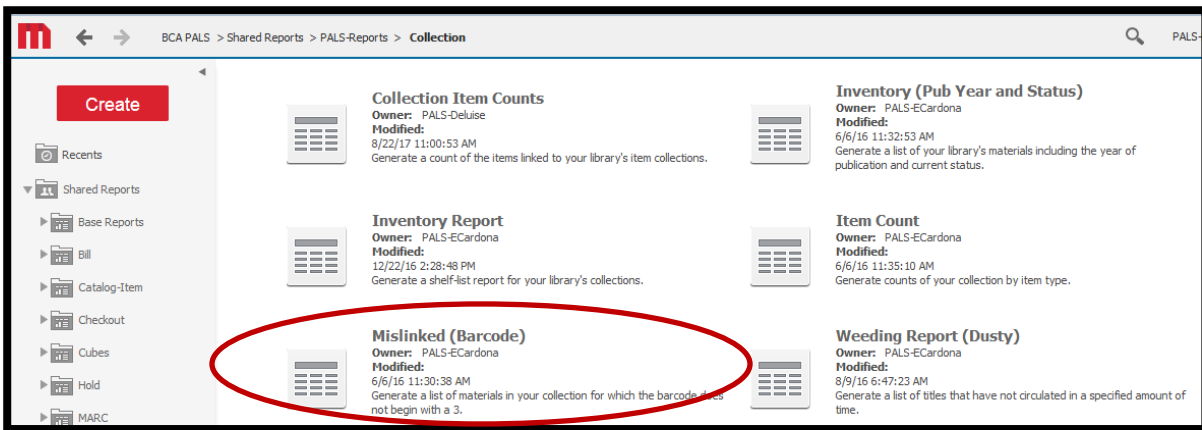 BCA PALS > Shared Reports > PALS-Reports > Collection
PALS-
Create
Recents
Shared Reports
Base Reports
Bill
Catalog-Item
Checkout
Cubes
Hold
MARC
Collection Item Counts
Owner: PALS-Deluise
Modified:
8/22/17 11:00:53 AM
Generate a count of the items linked to your library's item collections.
Inventory (Pub Year and Status)
Owner: PALS-ECardona
Modified:
6/6/16 11:32:53 AM
Generate a list of your library's materials including the year of
publication and current status.
Inventory Report
Owner: PALS-ECardona
Modified:
12/22/16 2:28:48 PM
Generate a shelf-list report for your library's collections.
Item Count
Owner: PALS-ECardona
Modified:
6/6/16 11:35:10 AM
Generate counts of your collection by item type.
Mislinked (Barcode)
Owner: PALS-ECardona
Modified:
6/6/16 11:30:38 AM
Generate a list of materials in your collection for which the barcode does
not begin with a 3.
Weeding Report (Dusty)
Owner: PALS-ECardona
Modified:
8/9/16 6:47:23 AM
Generate a list of titles that have not circulated in a specified amount of
time.